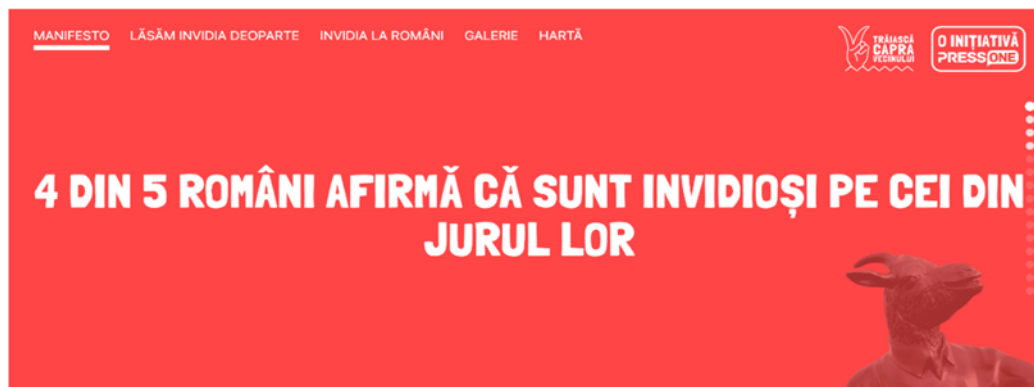 MANIFESTO LĂSĂM INVIDIA DEOPARTE INVIDIA LA ROMÂNI GALERIE HARTĂ
TRĂIASCĂ
CAPRA
VECINULUI
O INIȚIATIVĂ
PRESSONE
4 DIN 5 ROMÂNI AFIRMĂ CĂ SUNT INVIDIOȘI PE CEI DIN
JURUL LOR